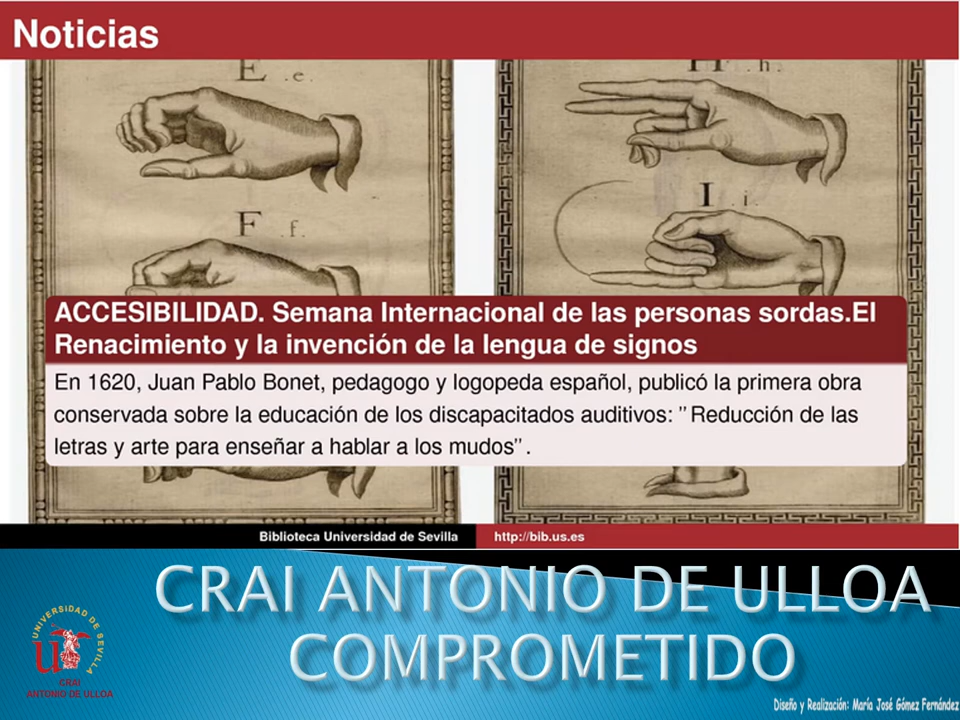 Noticias
E .e.
H .h.
I .i.
F .f.
ACCESIBILIDAD. Semana Internacional de las personas sordas.El
Renacimiento y la invención de la lengua de signos
En 1620, Juan Pablo Bonet, pedagogo y logopeda español, publicó la primera obra
conservada sobre la educación de los discapacitados auditivos: ”Reducción de las
letras y arte para enseñar a hablar a los mudos”.
Biblioteca Universidad de Sevilla
http://bib.us.es
CRAI ANTONIO DE ULLOA
COMPROMETIDO
UNIVERSIDAD DE SEVILLA
u
CRAI
ANTONIO DE ULLOA
Diseño y Realización: María José Gómez Fernández